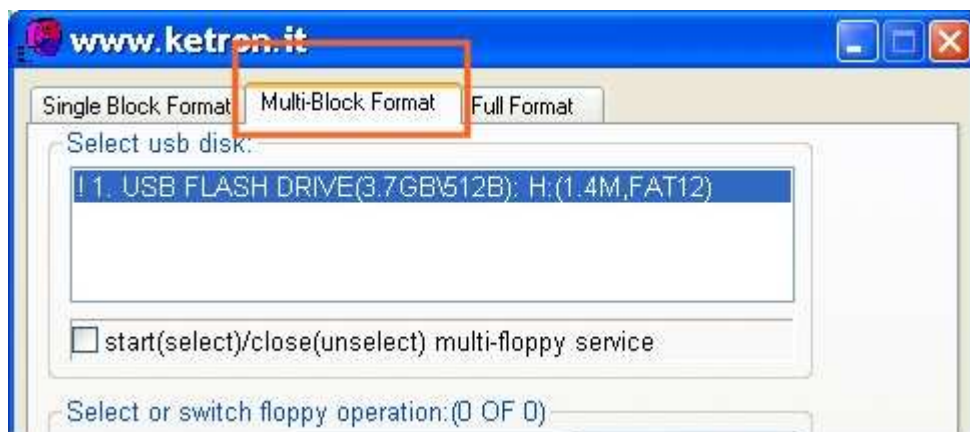 www.ketron.it
Single Block Format Multi-Block Format Full Format
Select usb disk:
! 1. USB FLASH DRIVE(3.7GB\512B): H:(1.4M,FAT12)
start(select)/close(unselect) multi-floppy service
Select or switch floppy operation:(0 OF 0)